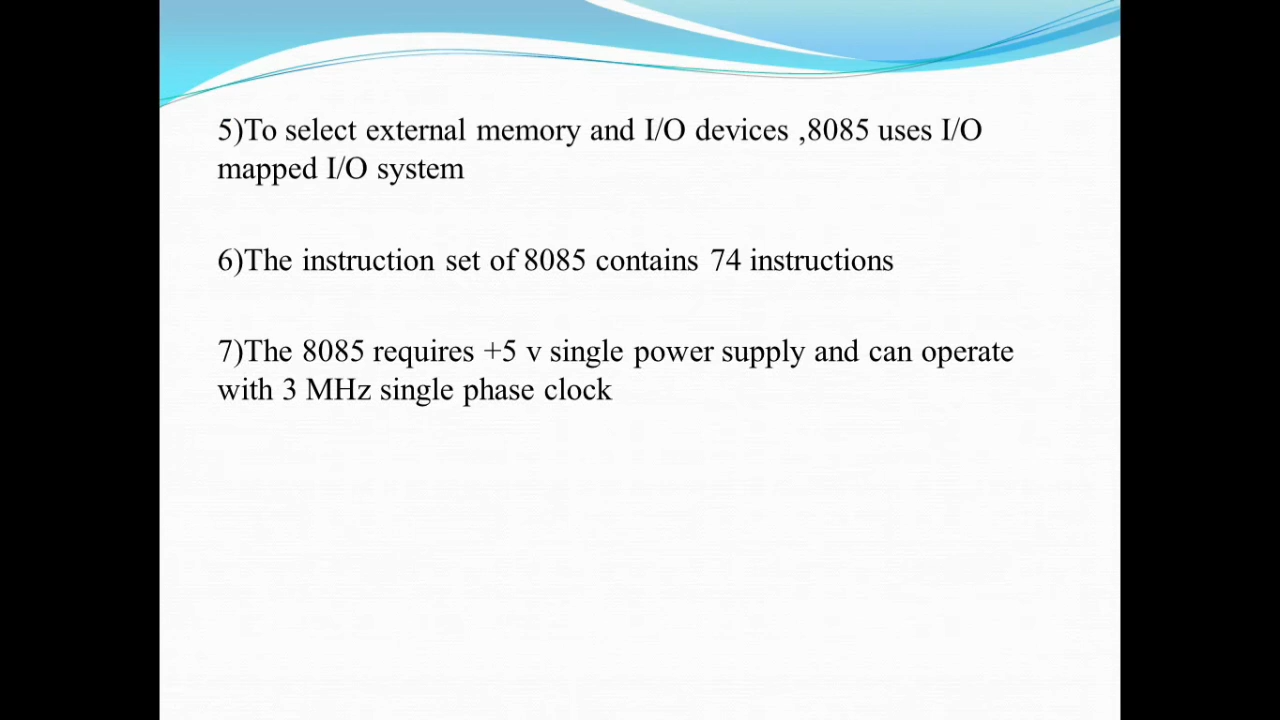 5)To select external memory and I/O devices ,8085 uses I/O
mapped I/O system
6)The instruction set of 8085 contains 74 instructions
7)The 8085 requires +5 v single power supply and can operate
with 3 MHz single phase clock